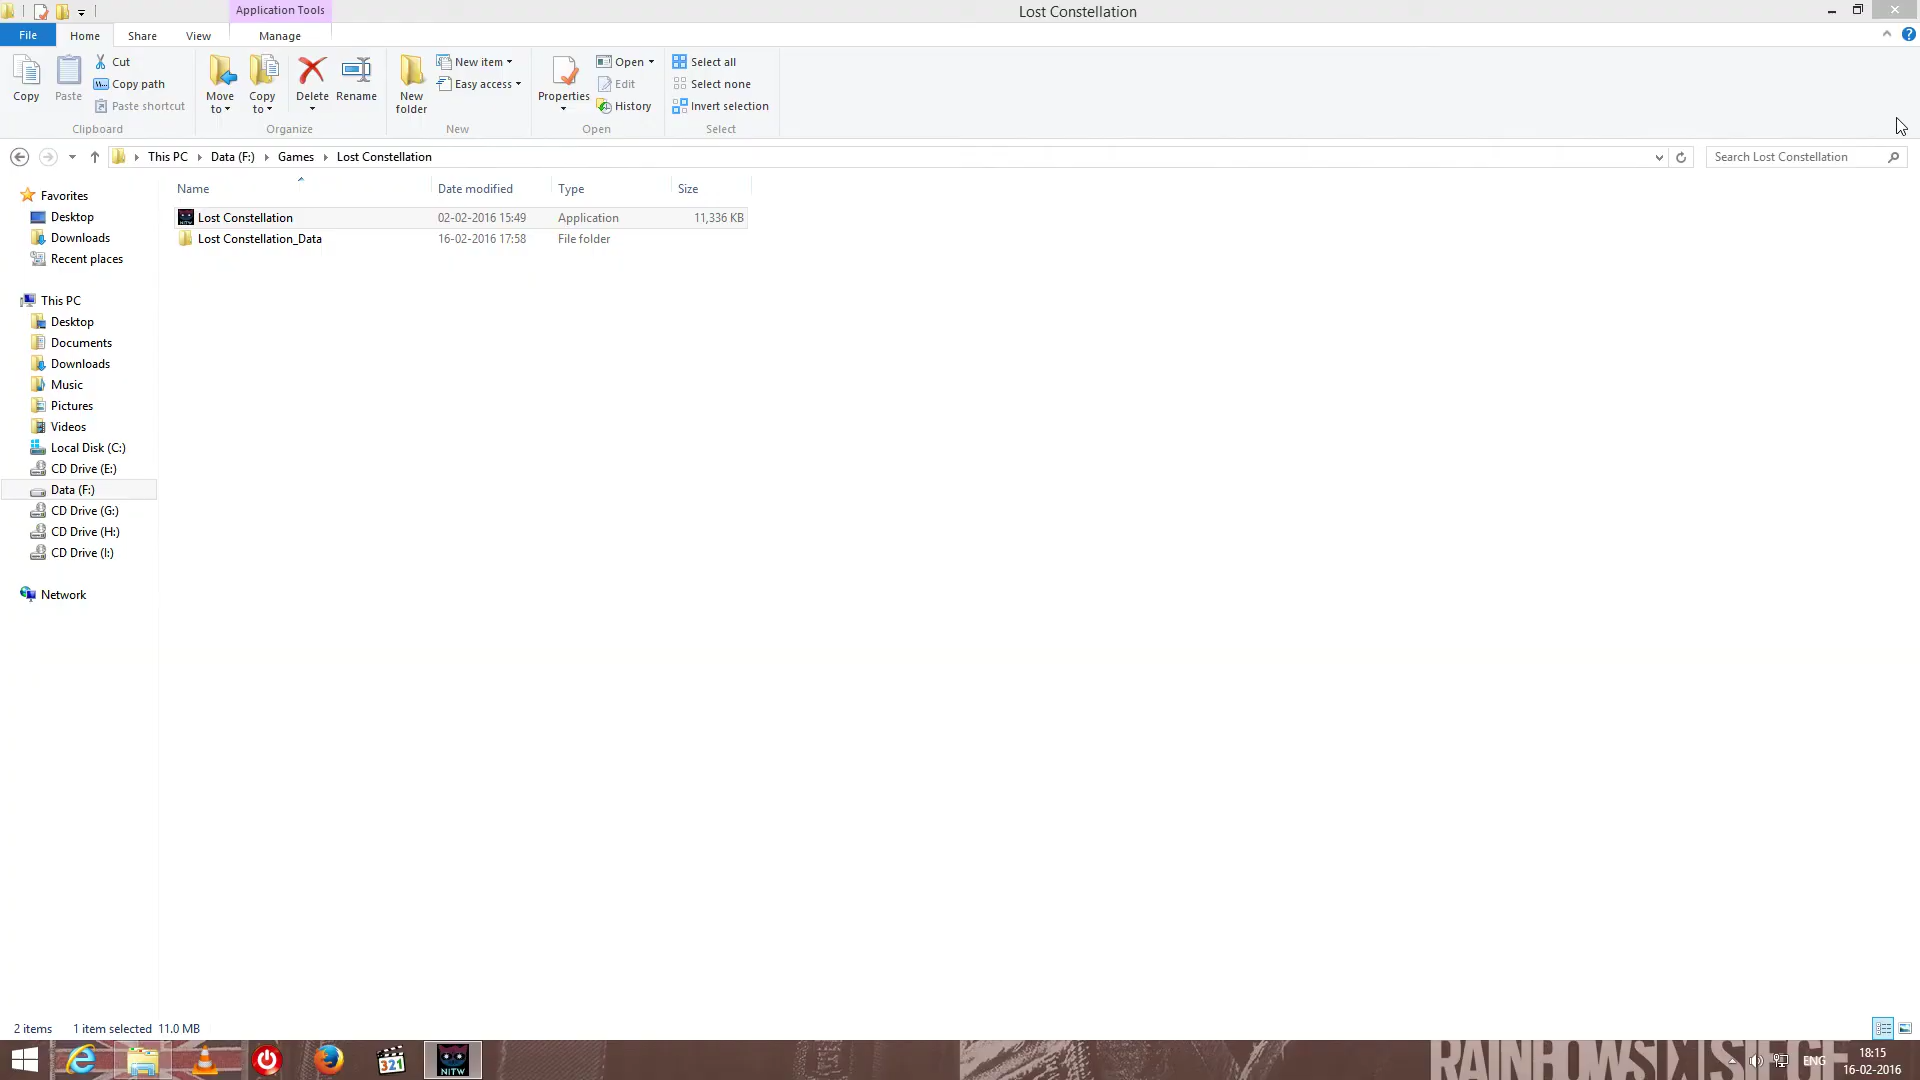 Application Tools
Lost Constellation
File Home Share View Manage
Copy
Paste
Cut
Copy path
Paste shortcut
Clipboard
Move to
Copy to
Delete
Rename
Organize
New folder
New item
Easy access
New
Properties
Open
Edit
History
Open
Select all
Select none
Invert selection
Select
This PC Data (F:) Games Lost Constellation
Search Lost Constellation
Name Date modified Type Size
Lost Constellation 02-02-2016 15:49 Application 11,336 KB
Lost Constellation_Data 16-02-2016 17:58 File folder
Favorites
Desktop
Downloads
Recent places
This PC
Desktop
Documents
Downloads
Music
Pictures
Videos
Local Disk (C:)
CD Drive (E:)
Data (F:)
CD Drive (G:)
CD Drive (H:)
CD Drive (I:)
Network
2 items 1 item selected 11.0 MB
321
NITW
RAINBOW SIX SIEGE
ENG
18:15
16-02-2016